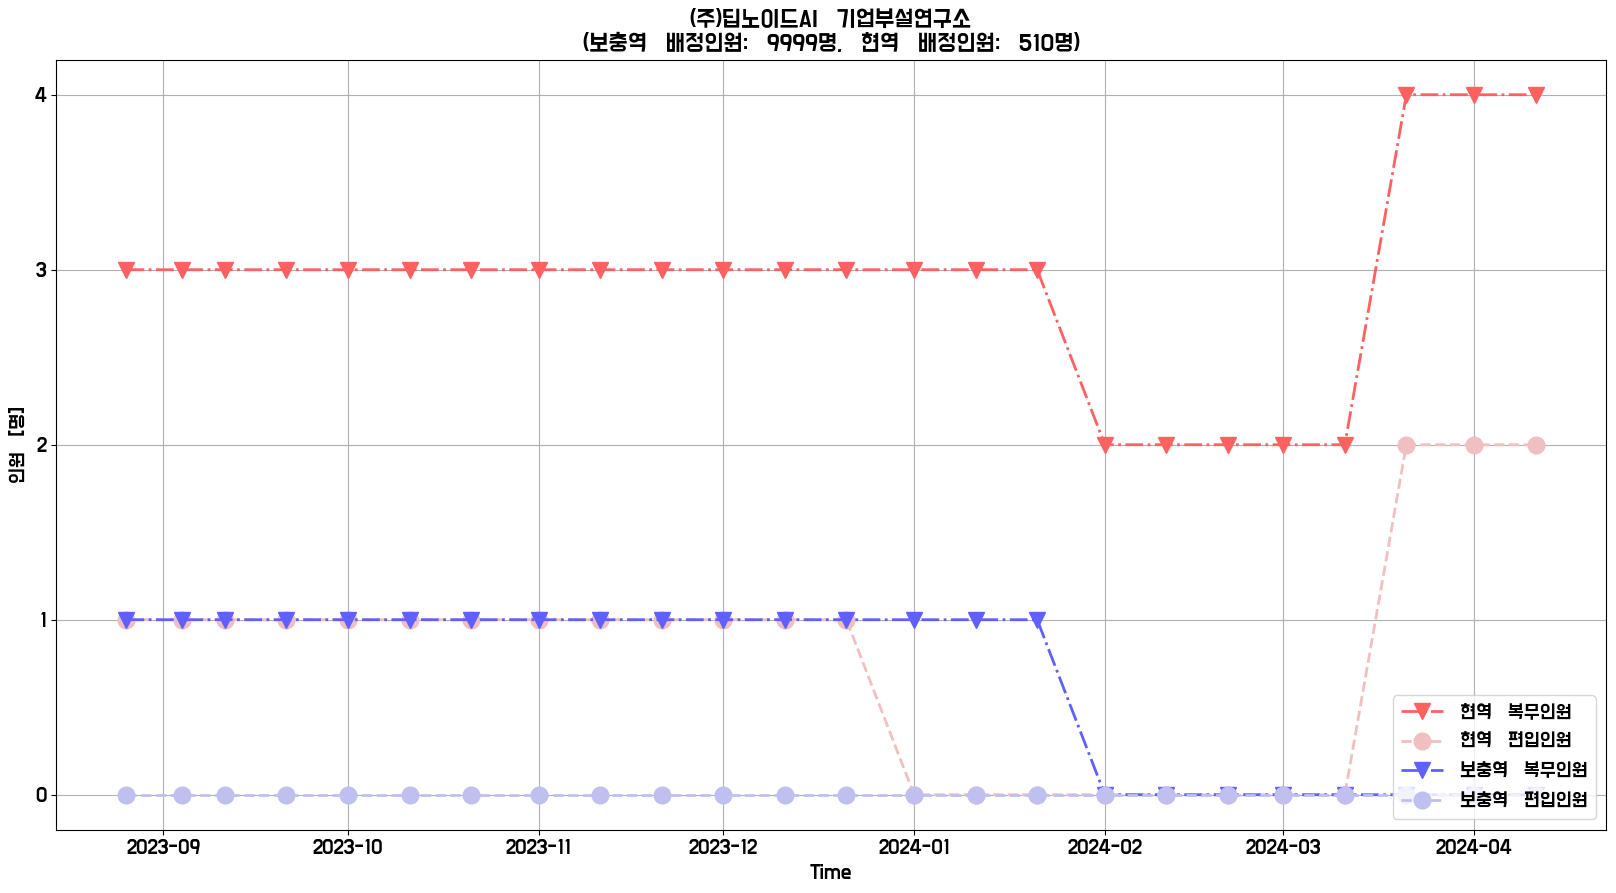 (주)딥노이드AI 기업부설연구소
(보충역 배정인원: 9999명, 현역 배정인원: 510명)
인원 [명]
4
3
2
1
0
현역 복무인원
현역 편입인원
보충역 복무인원
보충역 편입인원
2023-09 2023-10 2023-11 2023-12 2024-01 2024-02 2024-03 2024-04
Time